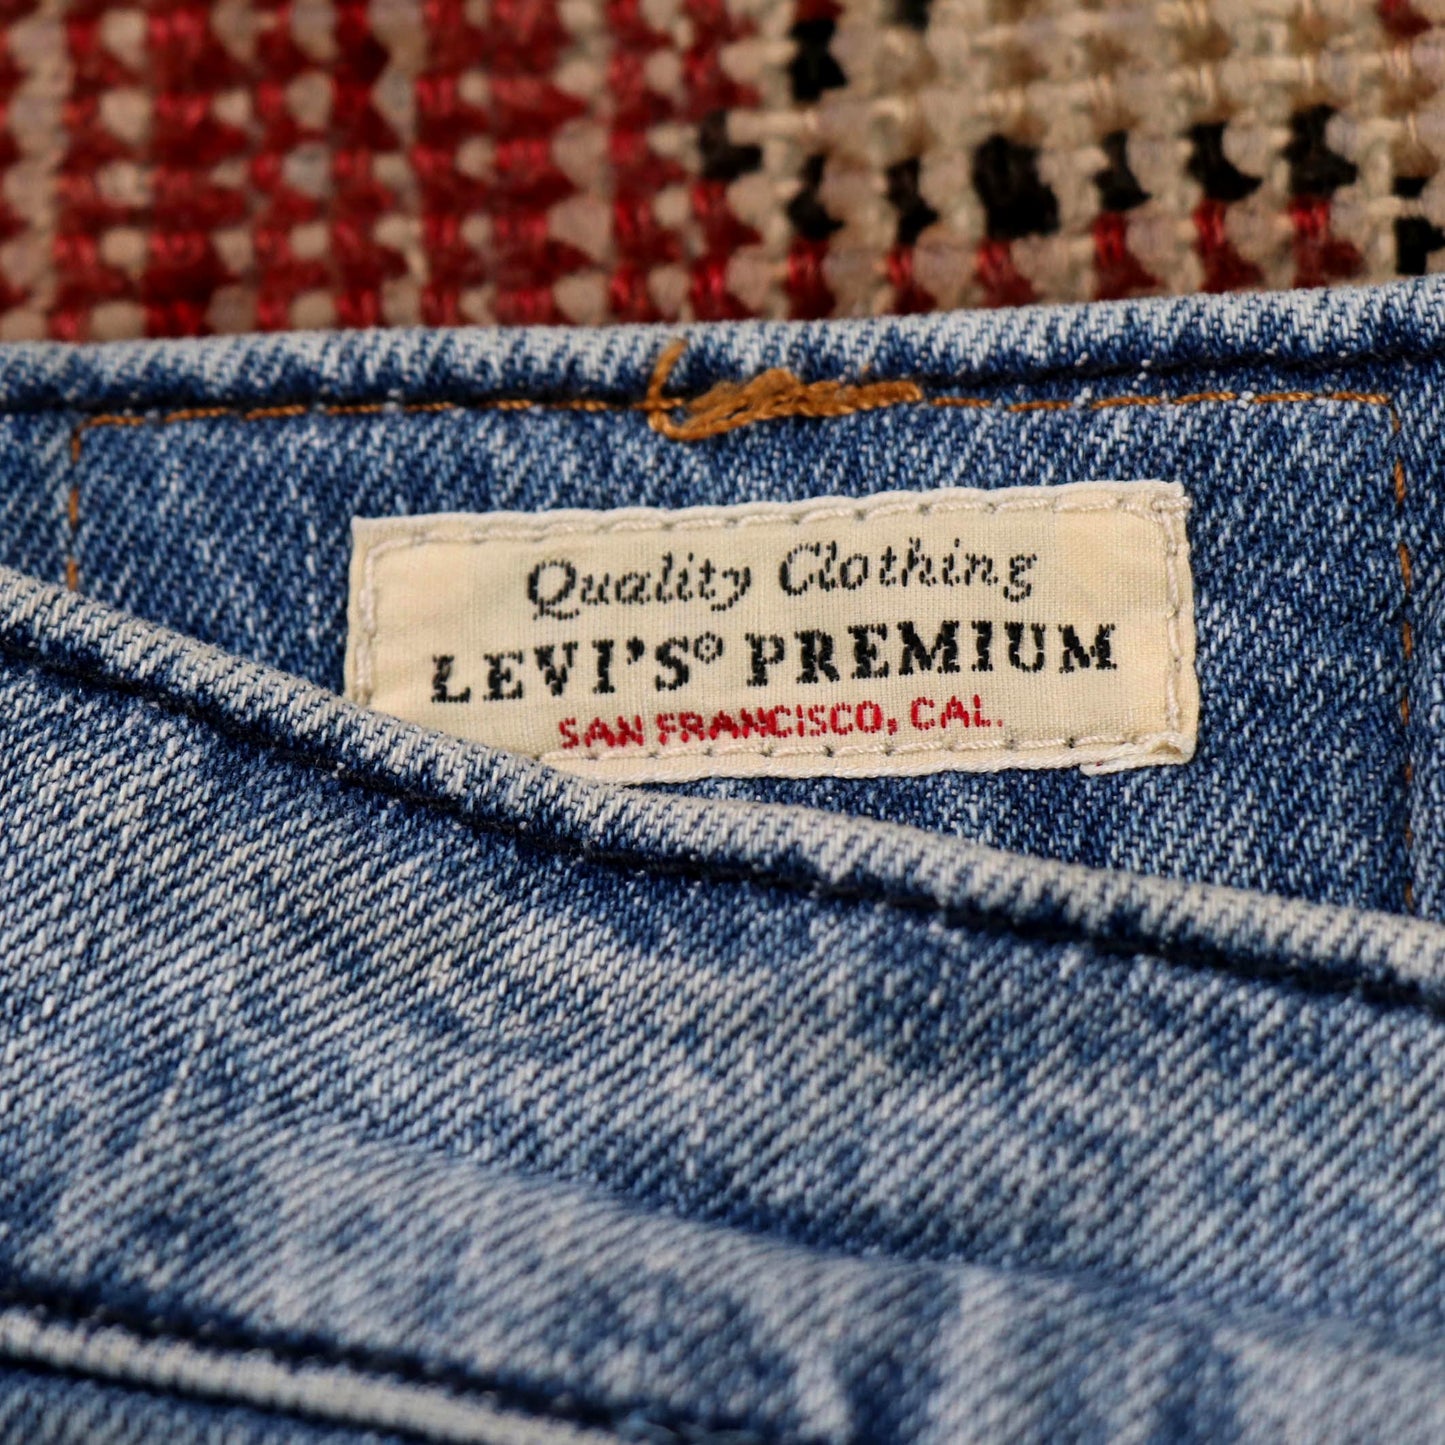 Quality Clothing
LEVI'S® PREMIUM
SAN FRANCISCO, CAL.